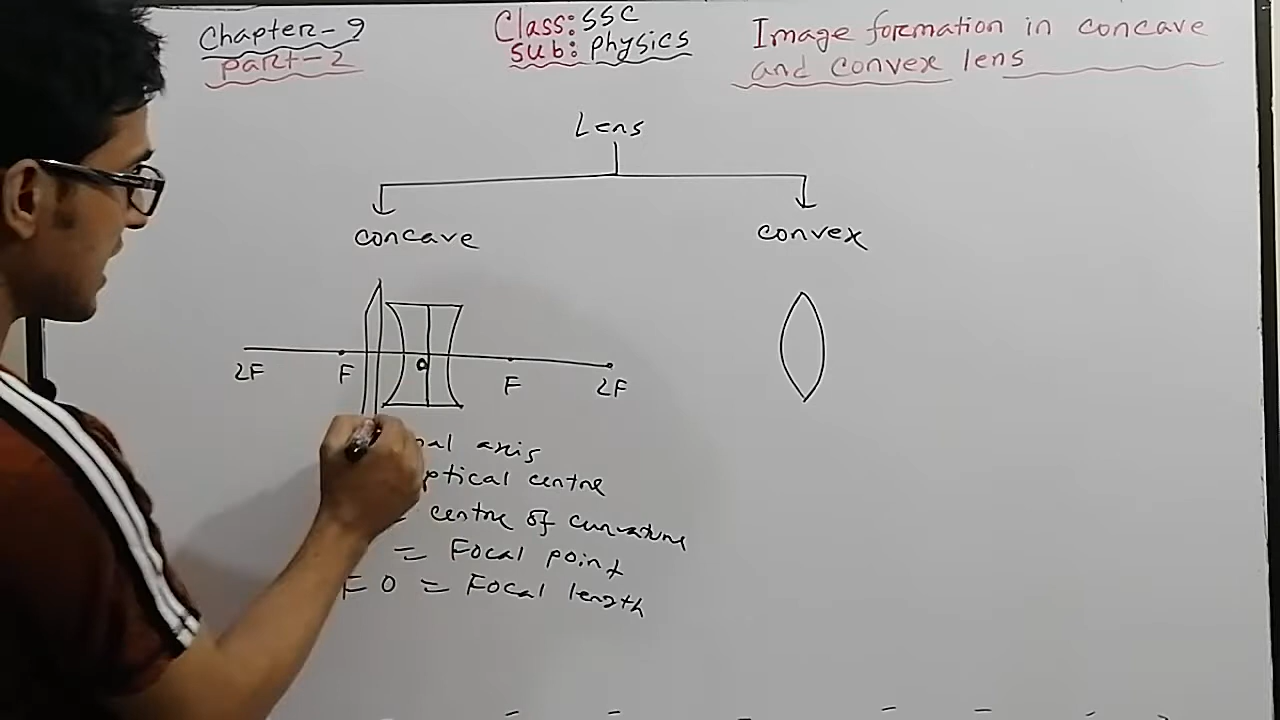 Chapter-9
part-2
Class: SSC
Sub: physics
Image formation in concave
and convex lens
Lens
concave
convex
2F
F
O
F
2F
axis
centre
= centre of curvature
= Focal point
FO = Focal length